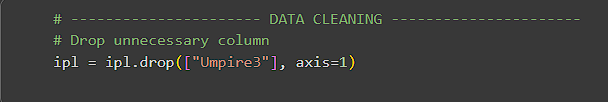 # ---------------------- DATA CLEANING ----------------------
# Drop unnecessary column
ipl = ipl.drop(["Umpire3"], axis=1)